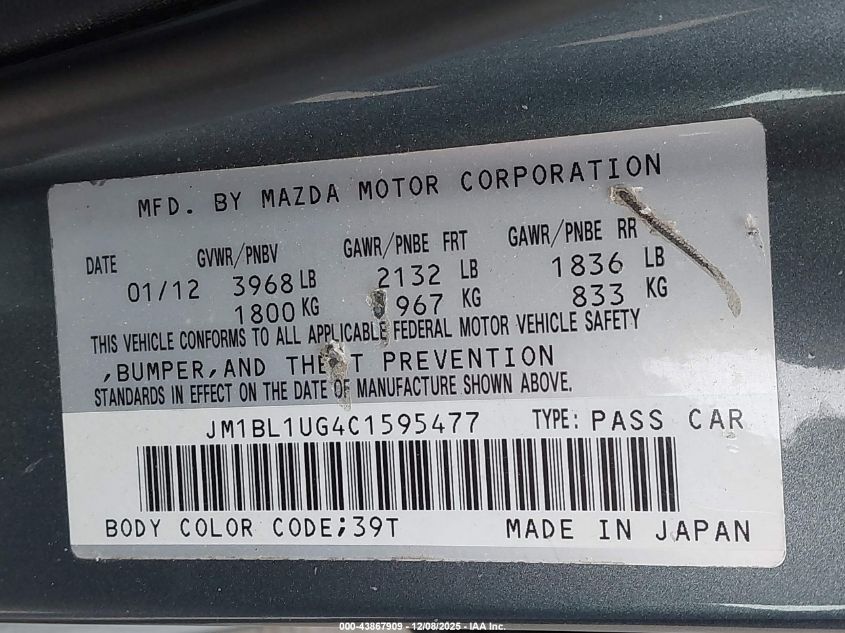 MFD. BY MAZDA MOTOR CORPORATION
DATE GVWR/PNBV GAWR/PNBE FRT GAWR/PNBE RR
01/12 3968 LB 2132 LB 1836 LB
1800 KG 967 KG 833 KG
THIS VEHICLE CONFORMS TO ALL APPLICABLE FEDERAL MOTOR VEHICLE SAFETY
,BUMPER,AND THEFT PREVENTION
STANDARDS IN EFFECT ON THE DATE OF MANUFACTURE SHOWN ABOVE.
JM1BL1UG4C1595477 TYPE: PASS CAR
BODY COLOR CODE;39T MADE IN JAPAN
000-43867909 - 12/08/2025 - IAA Inc.